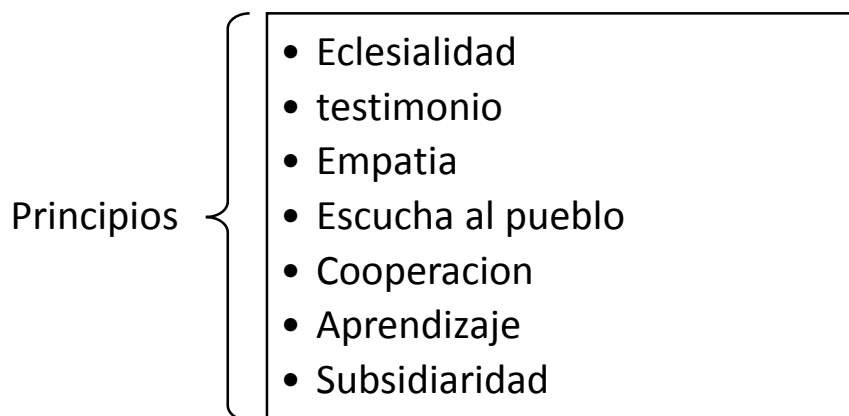 Principios
• Eclesialidad
• testimonio
• Empatia
• Escucha al pueblo
• Cooperacion
• Aprendizaje
• Subsidiaridad